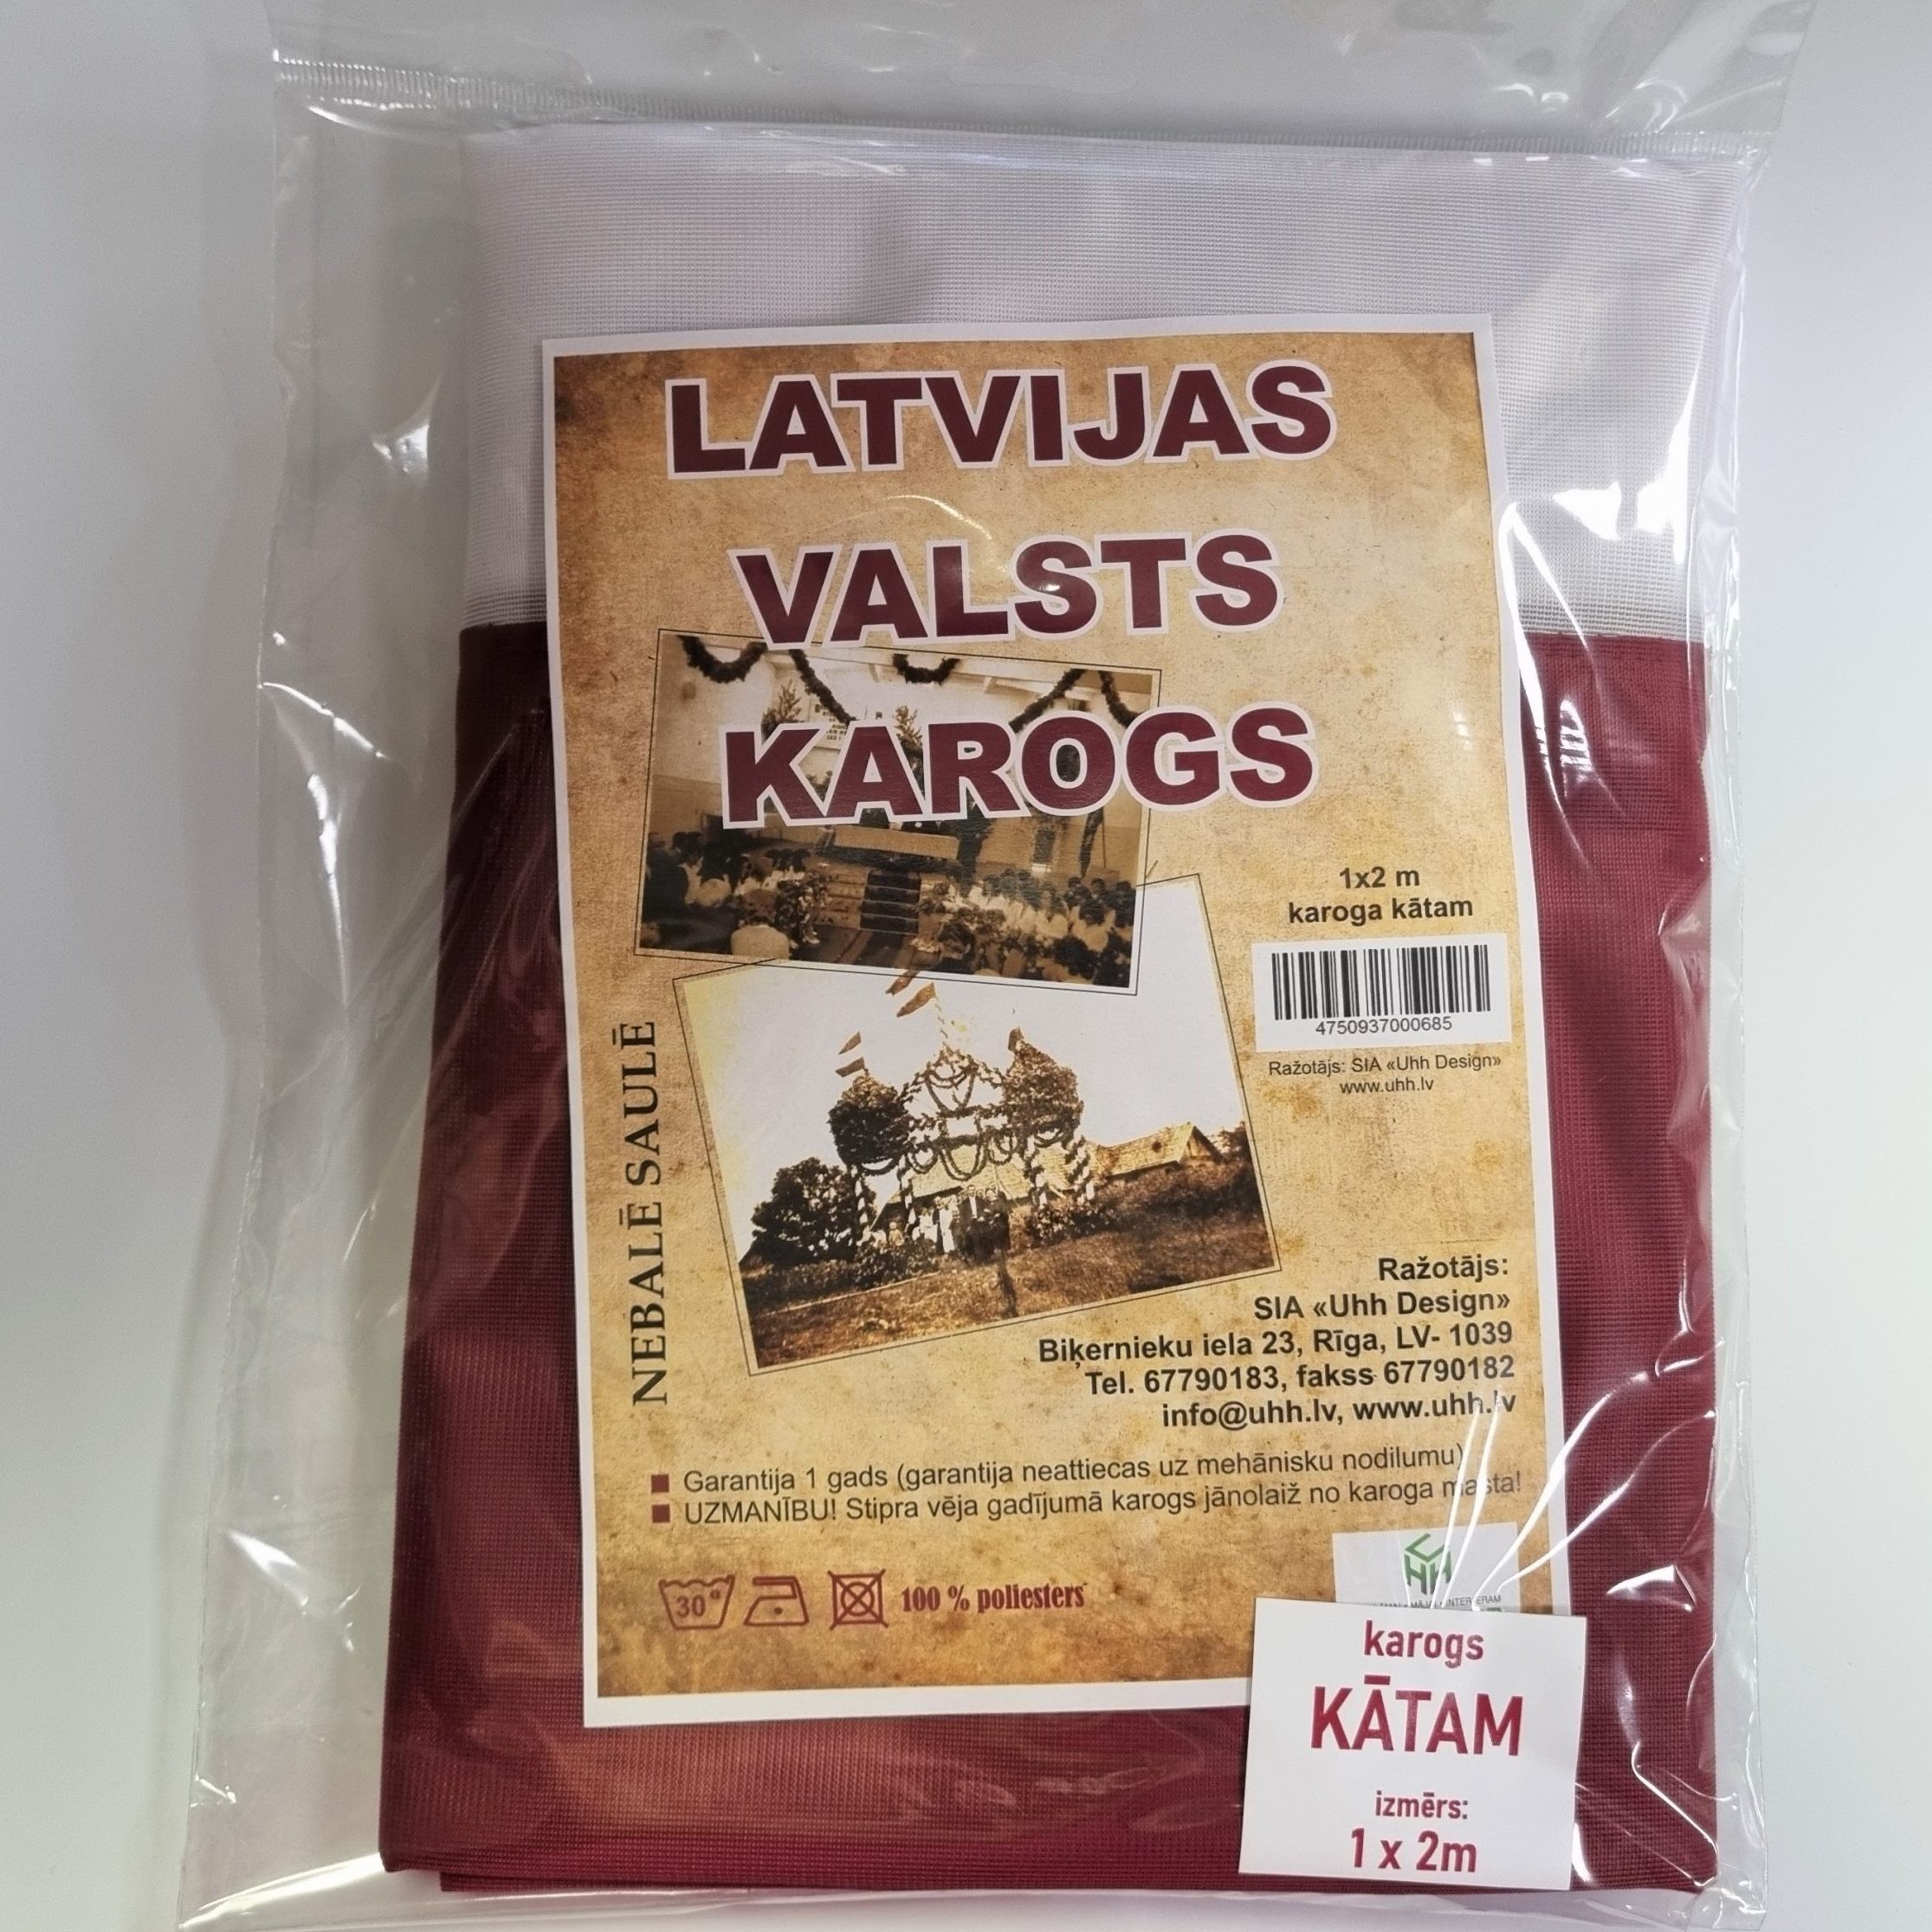 LATVIJAS
VALSTS
KAROGS
1x2 m
karoga kātam
4750937000685
Ražotājs: SIA «Uhh Design»
www.uhh.lv
NEBALĒ SAULĒ
Ražotājs:
SIA «Uhh Design»
Biķernieku iela 23, Rīga, LV- 1039
Tel. 67790183, fakss 67790182
info@uhh.lv, www.uhh.lv
Garantija 1 gads (garantija neattiecas uz mehānisku nodilumu)
UZMANĪBU! Stipra vēja gadījumā karogs jānolaiž no karoga masta!
30° 100 % poliesters
UHH
karogs
KĀTAM
izmērs:
1 x 2m